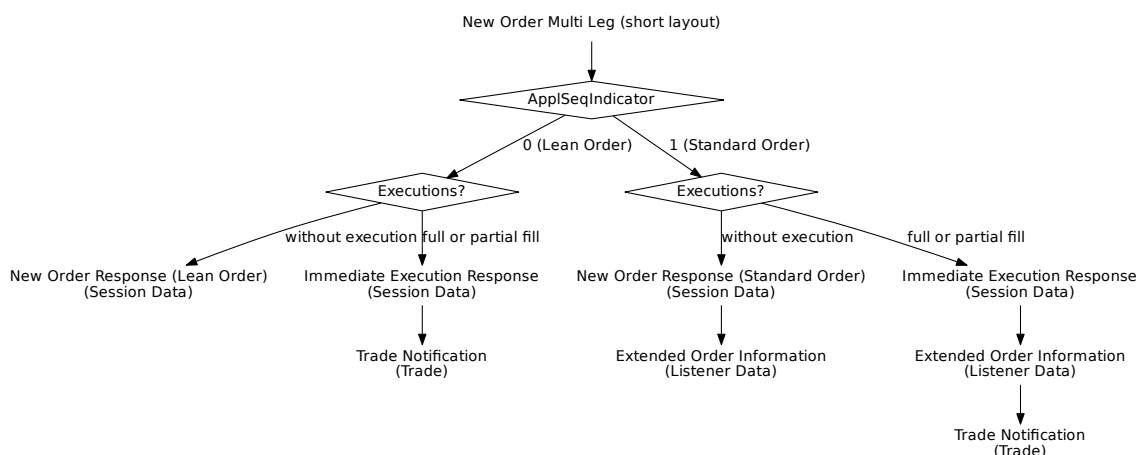 New Order Multi Leg (short layout)
ApplSeqIndicator
0 (Lean Order)
1 (Standard Order)
Executions?
Executions?
without execution
full or partial fill
without execution
full or partial fill
New Order Response (Lean Order)
(Session Data)
Immediate Execution Response
(Session Data)
New Order Response (Standard Order)
(Session Data)
Immediate Execution Response
(Session Data)
Trade Notification
(Trade)
Extended Order Information
(Listener Data)
Extended Order Information
(Listener Data)
Trade Notification
(Trade)